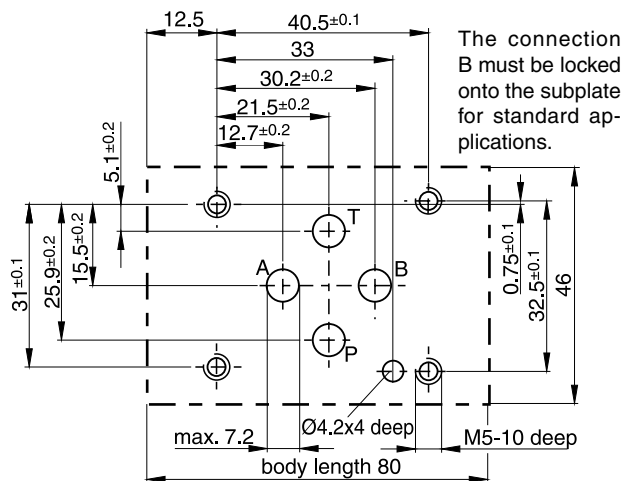 12.5
40.5±0.1
33
30.2±0.2
21.5±0.2
12.7±0.2
The connection
B must be locked
onto the subplate
for standard ap-
plications.
5.1±0.2
15.5±0.2
25.9±0.2
31±0.1
T
A
B
P
0.75±0.1
32.5±0.1
46
max. 7.2
Ø4.2x4 deep
M5-10 deep
body length 80